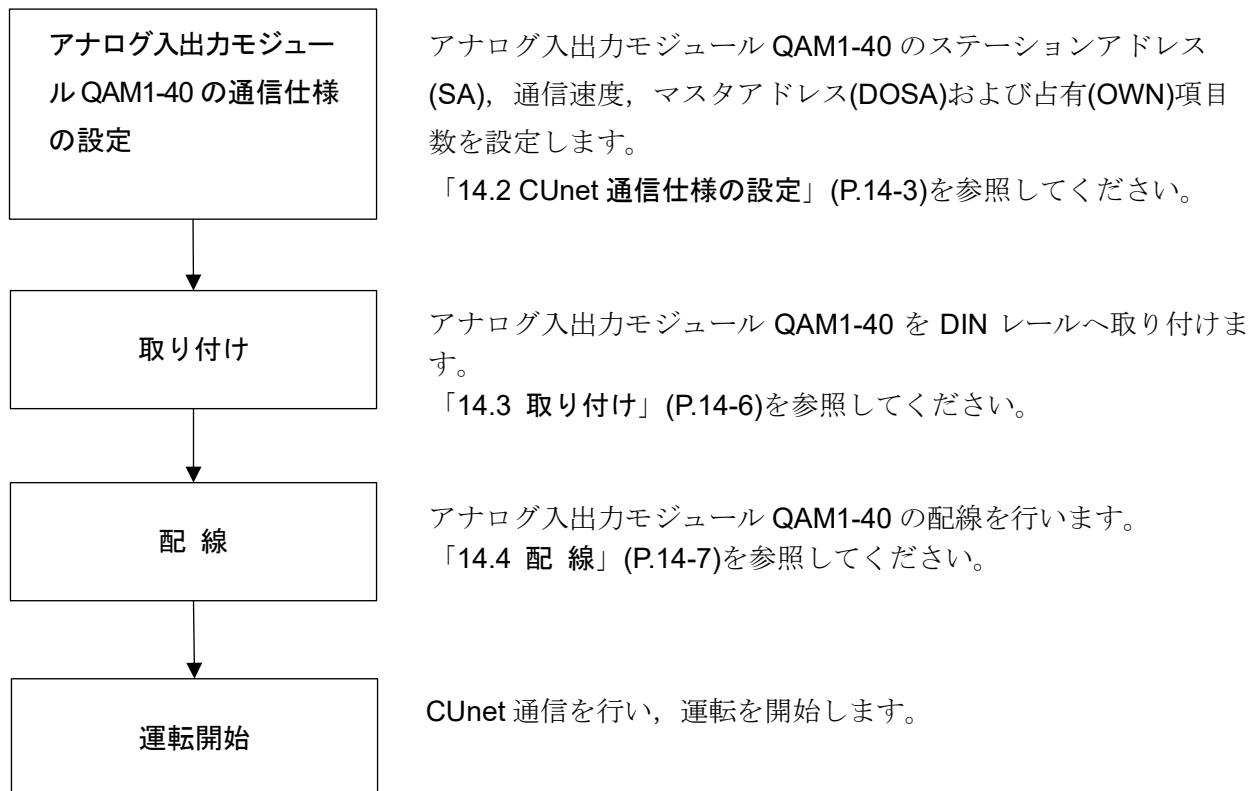 アナログ入出力モジュー
ル QAM1-40 の通信仕様
の設定
アナログ入出力モジュール QAM1-40 のステーションアドレス
(SA)，通信速度，マスタアドレス(DOSA)および占有(OWN)項目
数を設定します。
「14.2 CUnet 通信仕様の設定」(P.14-3)を参照してください。
取り付け
アナログ入出力モジュール QAM1-40 を DIN レールへ取り付けま
す。
「14.3 取り付け」(P.14-6)を参照してください。
配 線
アナログ入出力モジュール QAM1-40 の配線を行います。
「14.4 配 線」(P.14-7)を参照してください。
運転開始
CUnet 通信を行い，運転を開始します。